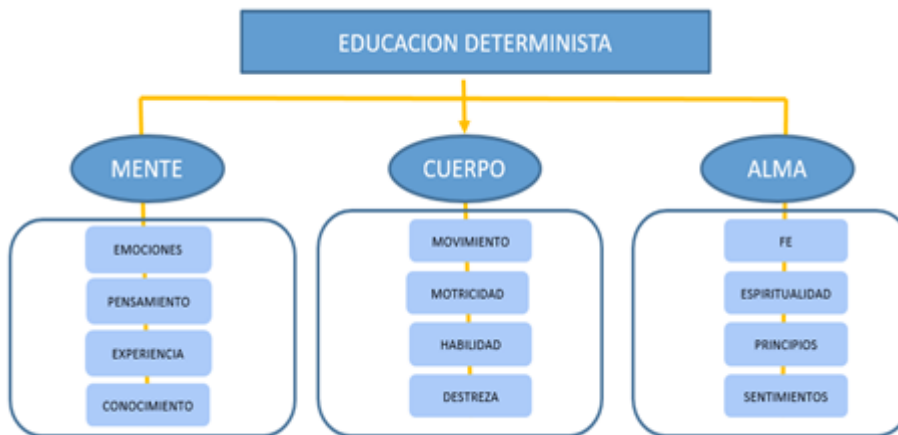 EDUCACION DETERMINISTA
MENTE
EMOCIONES
PENSAMIENTO
EXPERIENCIA
CONOCIMIENTO
CUERPO
MOVIMIENTO
MOTRICIDAD
HABILIDAD
DESTREZA
ALMA
FE
ESPIRITUALIDAD
PRINCIPIOS
SENTIMIENTOS